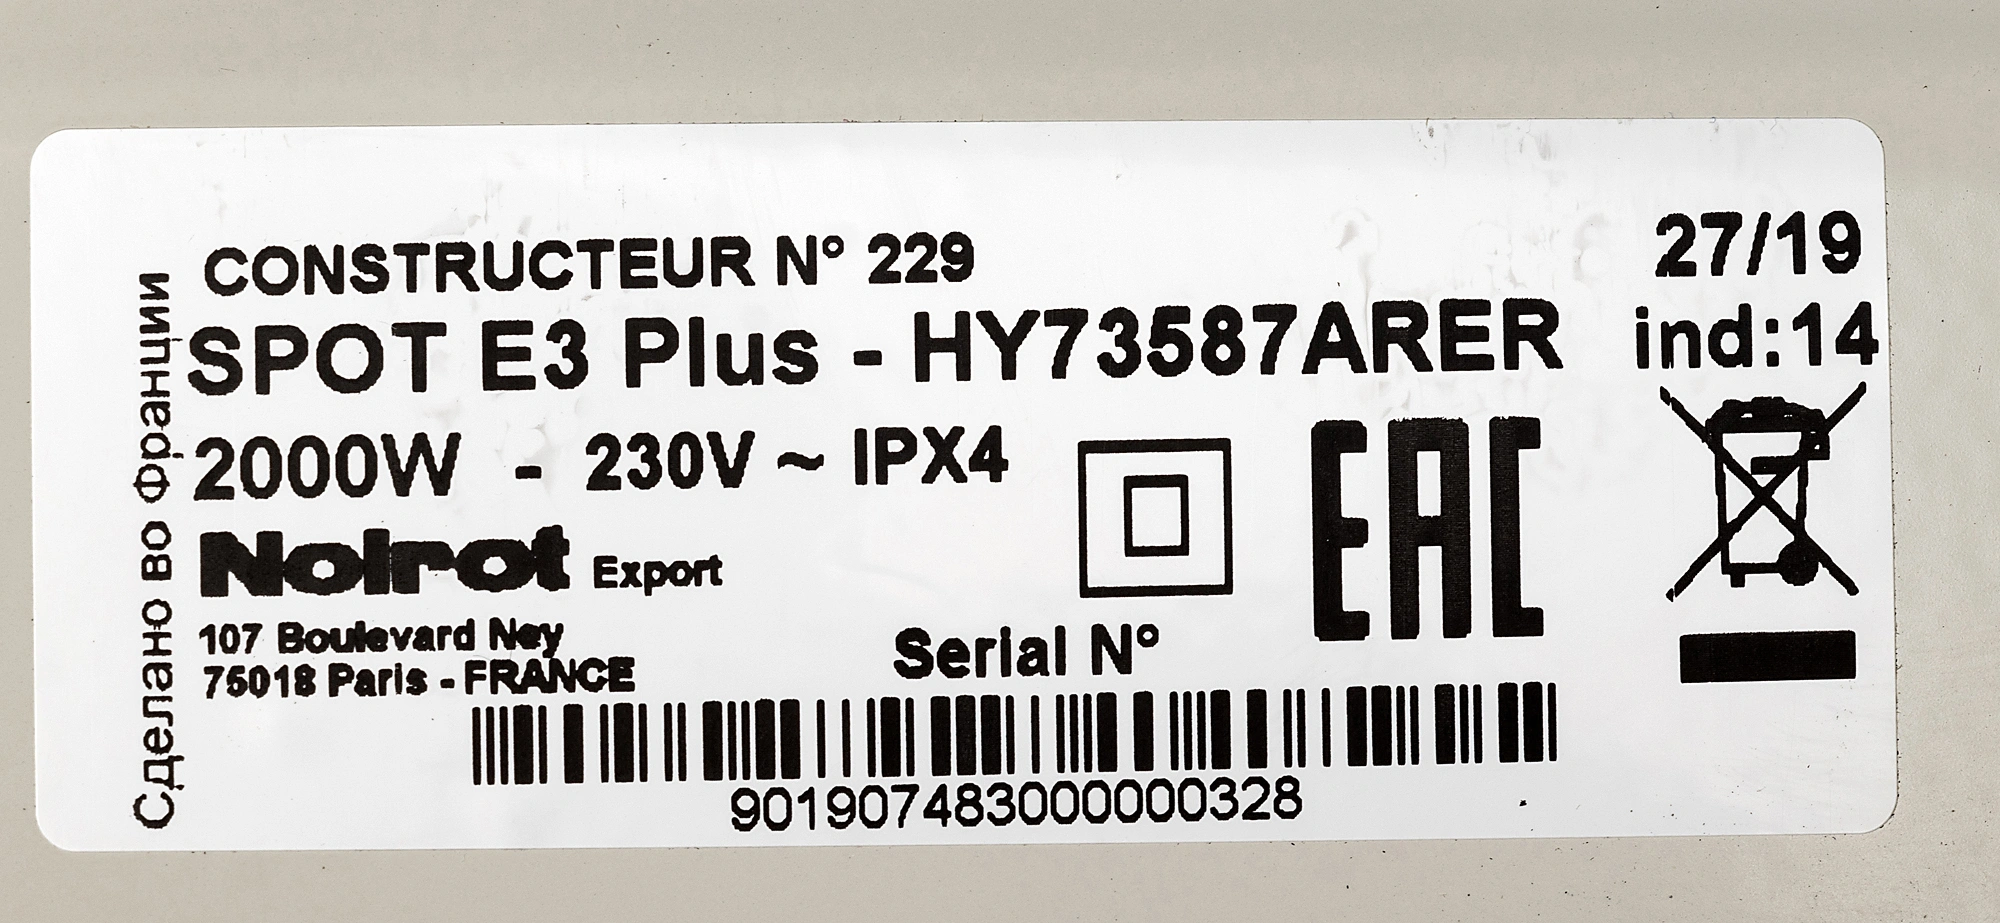 CONSTRUCTEUR N° 229
27/19
SPOT E3 Plus - HY73587ARER
ind:14
2000W - 230V ~ IPX4
EAC
Noirot Export
107 Boulevard Ney
75018 Paris - FRANCE
Serial N°
9019074830000000328
Сделано во Франции